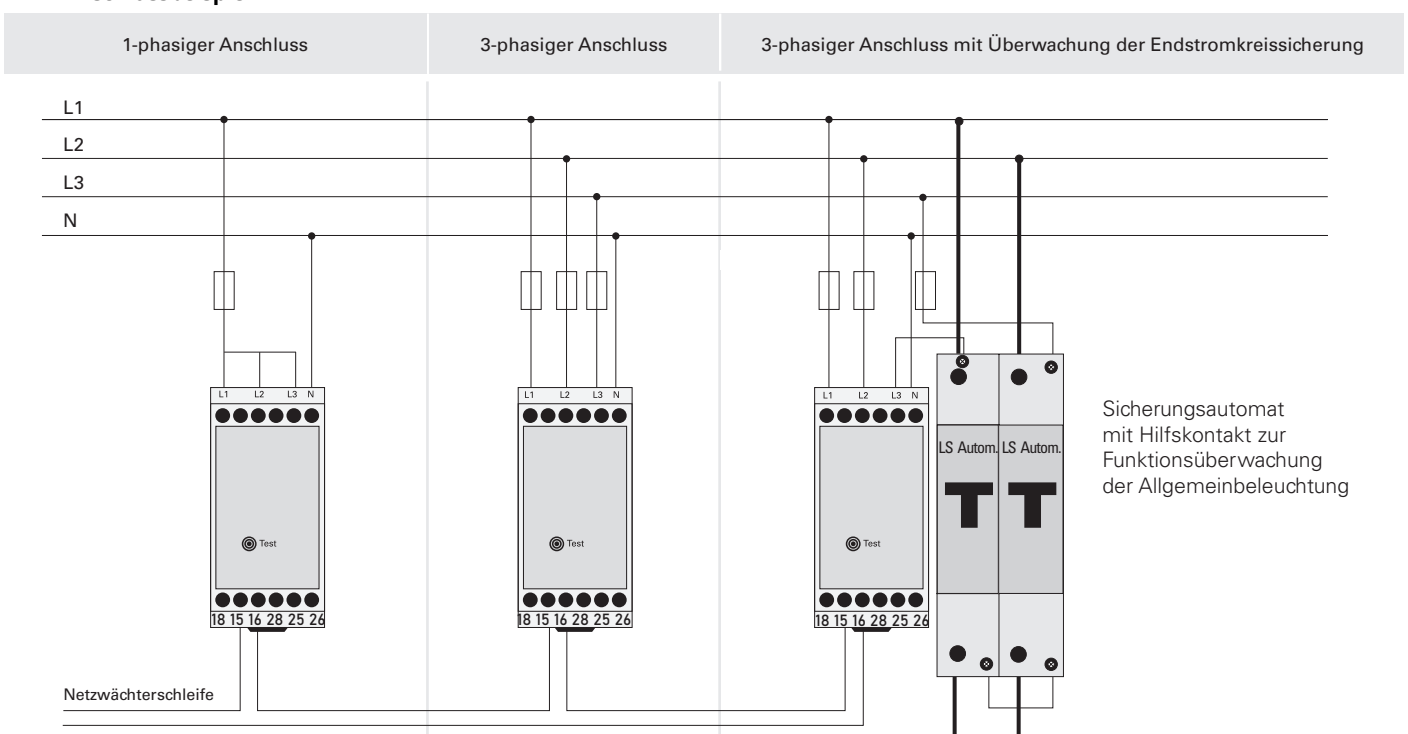 1-phasiger Anschluss
3-phasiger Anschluss
3-phasiger Anschluss mit Überwachung der Endstromkreissicherung
L1
L2
L3
N
L1 L2 L3 N
Test
18 15 16 28 25 26
L1 L2 L3 N
Test
18 15 16 28 25 26
L1 L2 L3 N
Test
18 15 16 28 25 26
LS Autom.
LS Autom.
Sicherungsautomat
mit Hilfskontakt zur
Funktionsüberwachung
der Allgemeinbeleuchtung
Netzwächterschleife